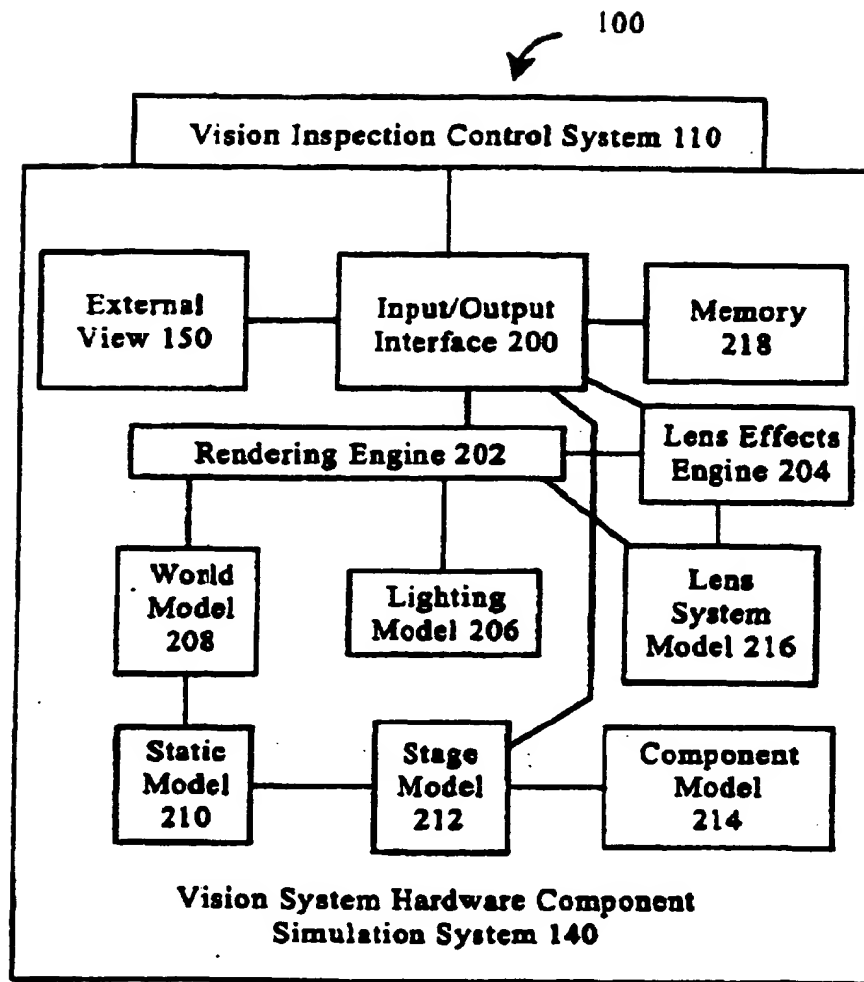 100
Vision Inspection Control System 110
External
View 150
Input/Output
Interface 200
Memory
218
Rendering Engine 202
Lens Effects
Engine 204
World
Model
208
Lighting
Model 206
Lens
System
Model 216
Static
Model
210
Stage
Model
212
Component
Model
214
Vision System Hardware Component
Simulation System 140